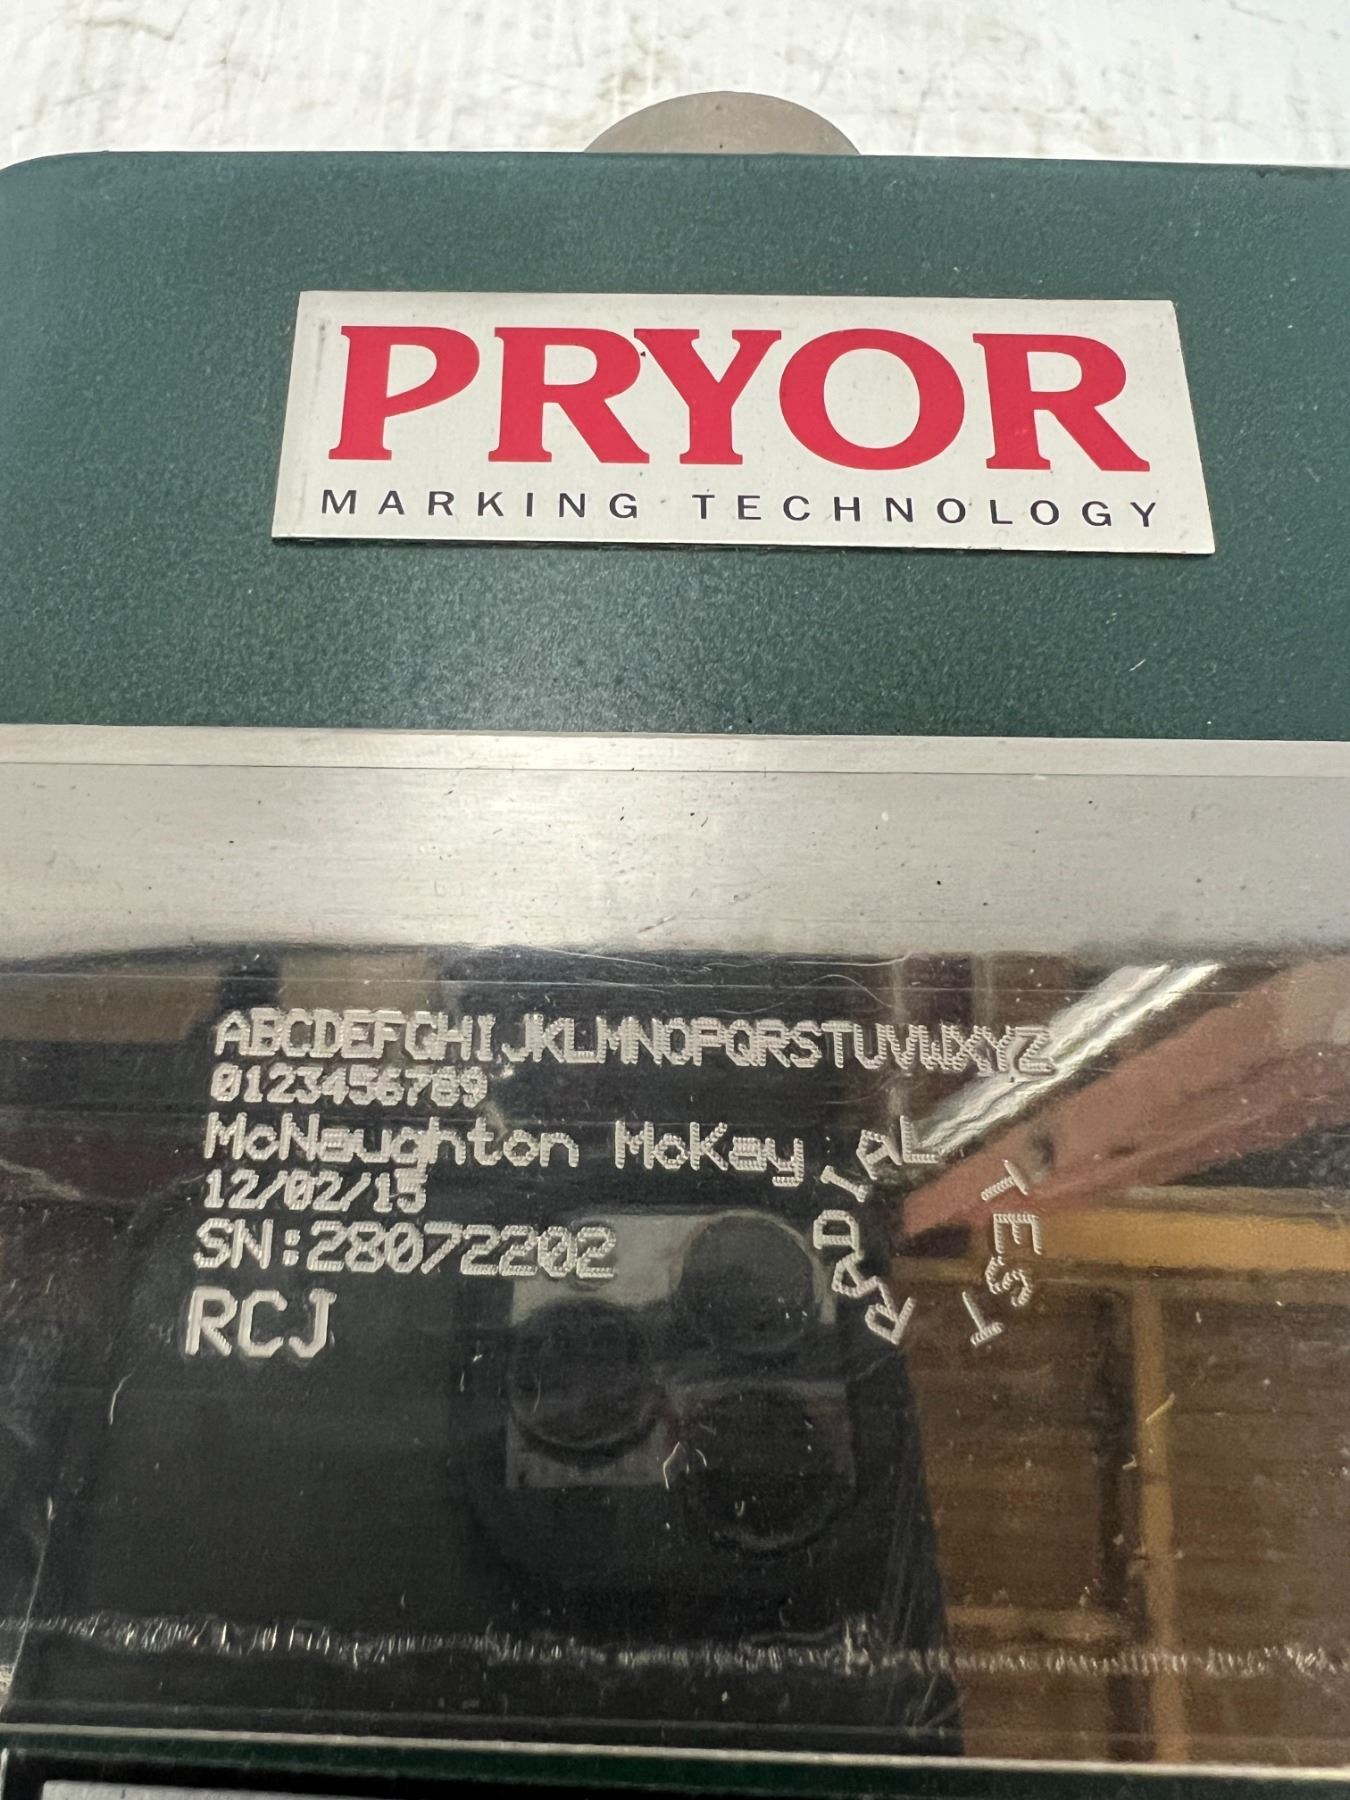 PRYOR
MARKING TECHNOLOGY
ABCDEFGHIJKLMNOPQRSTUVWXYZ
0123456789
McNaughton McKay
12/02/15
SN:28072202
RCJ
RADIAL TEST